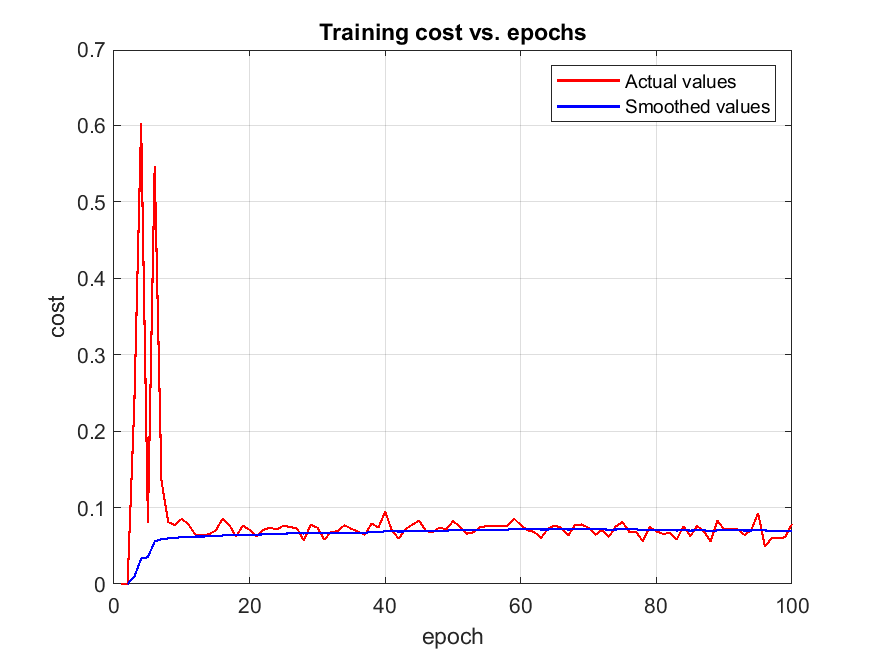 Training cost vs. epochs
Actual values
Smoothed values
cost
0.7
0.6
0.5
0.4
0.3
0.2
0.1
0
0 20 40 60 80 100
epoch